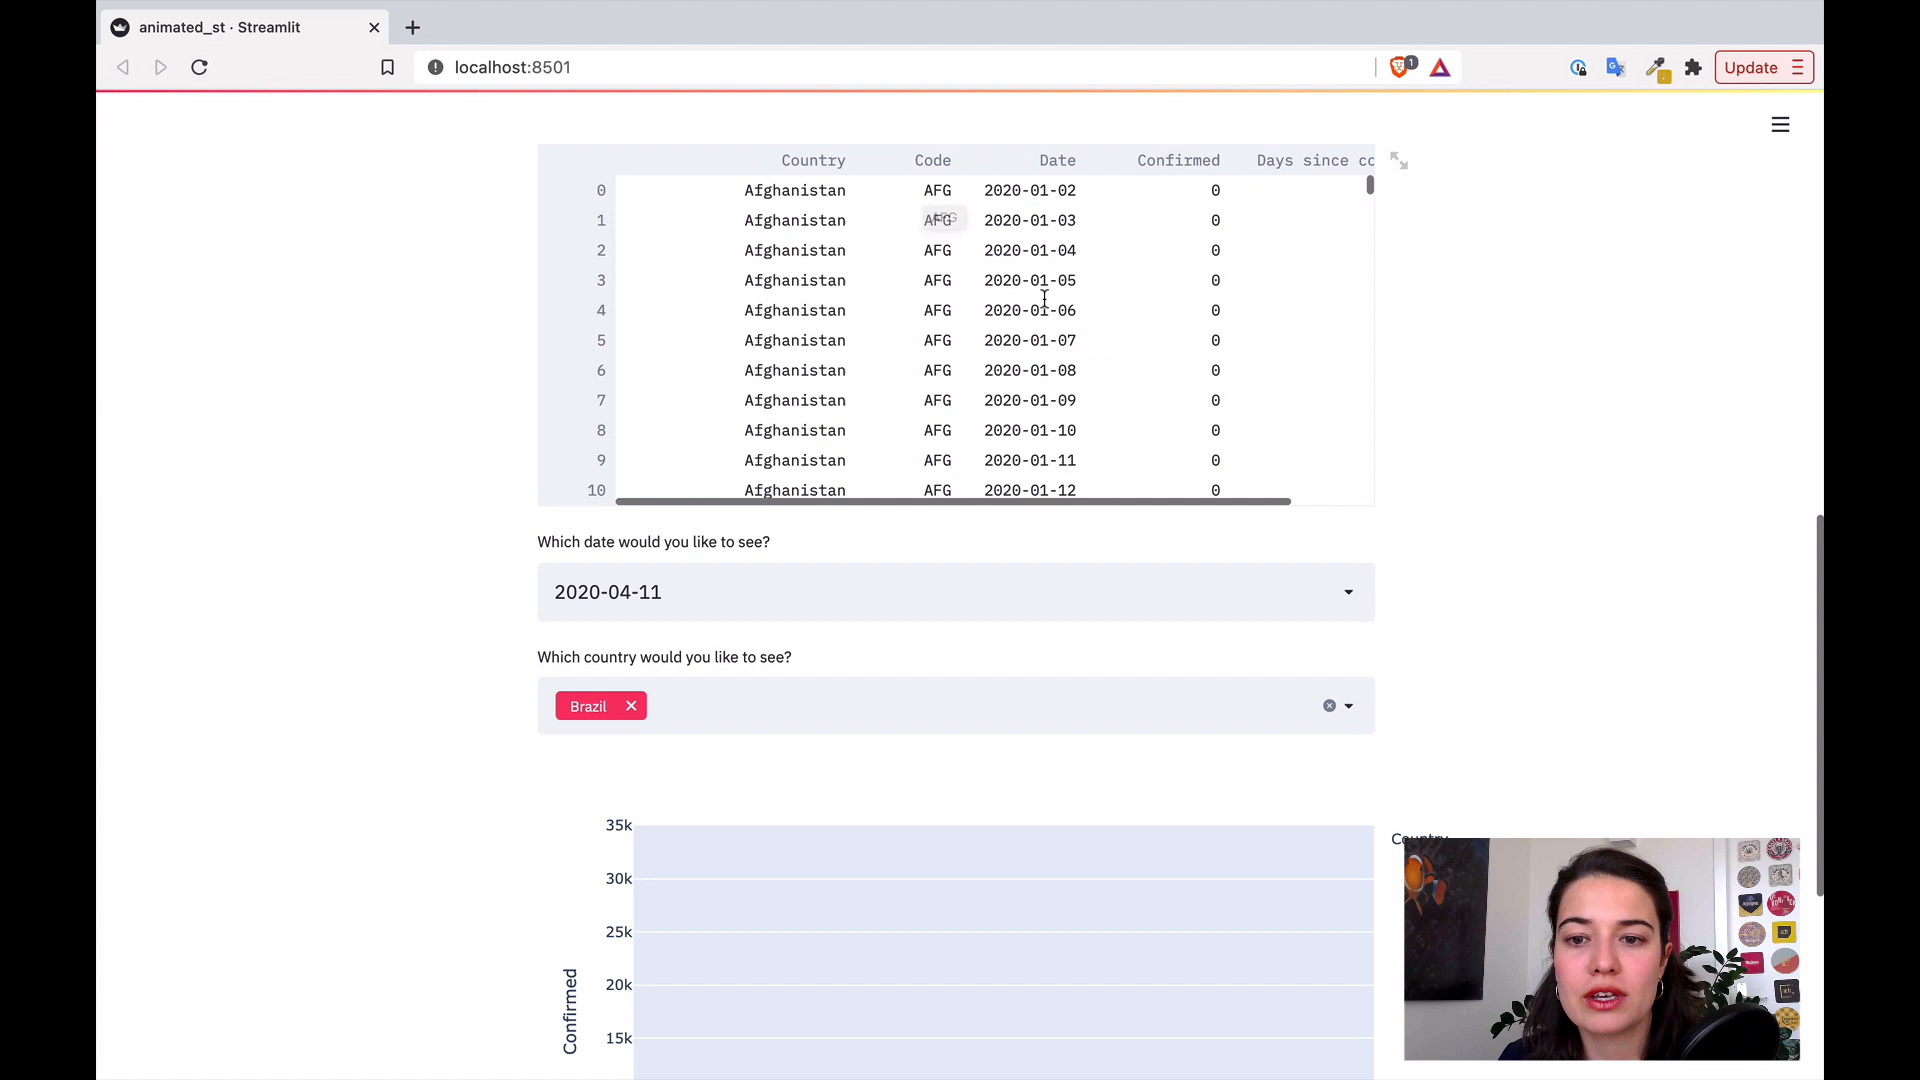 animated_st · Streamlit
localhost:8501
1
Update
Country Code Date Confirmed Days since cc
0 Afghanistan AFG 2020-01-02 0
1 Afghanistan AFG 2020-01-03 0
2 Afghanistan AFG 2020-01-04 0
3 Afghanistan AFG 2020-01-05 0
4 Afghanistan AFG 2020-01-06 0
5 Afghanistan AFG 2020-01-07 0
6 Afghanistan AFG 2020-01-08 0
7 Afghanistan AFG 2020-01-09 0
8 Afghanistan AFG 2020-01-10 0
9 Afghanistan AFG 2020-01-11 0
10 Afghanistan AFG 2020-01-12 0
Which date would you like to see?
2020-04-11
Which country would you like to see?
Brazil
35k
Country
30k
25k
20k
15k
Confirmed